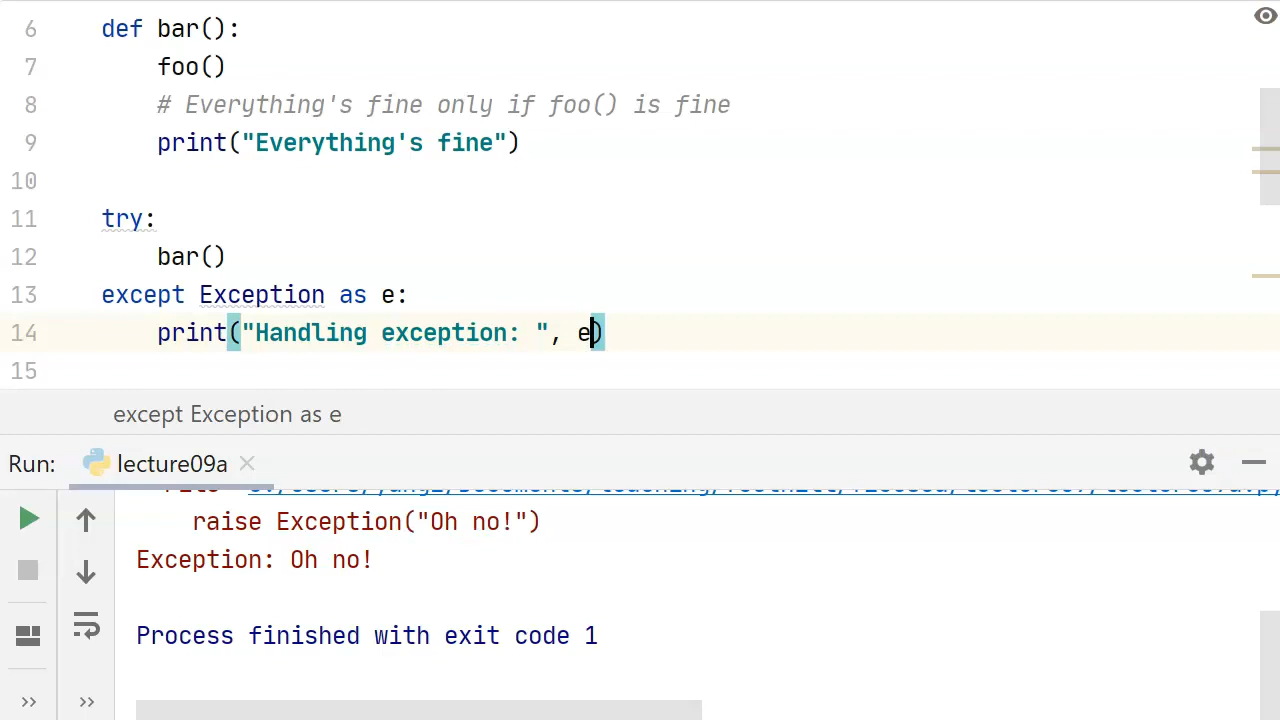 6 def bar():
7 foo()
8 # Everything's fine only if foo() is fine
9 print("Everything's fine")
10
11 try:
12 bar()
13 except Exception as e:
14 print("Handling exception: ", e)
15
except Exception as e
Run: lecture09a
raise Exception("Oh no!")
Exception: Oh no!
Process finished with exit code 1